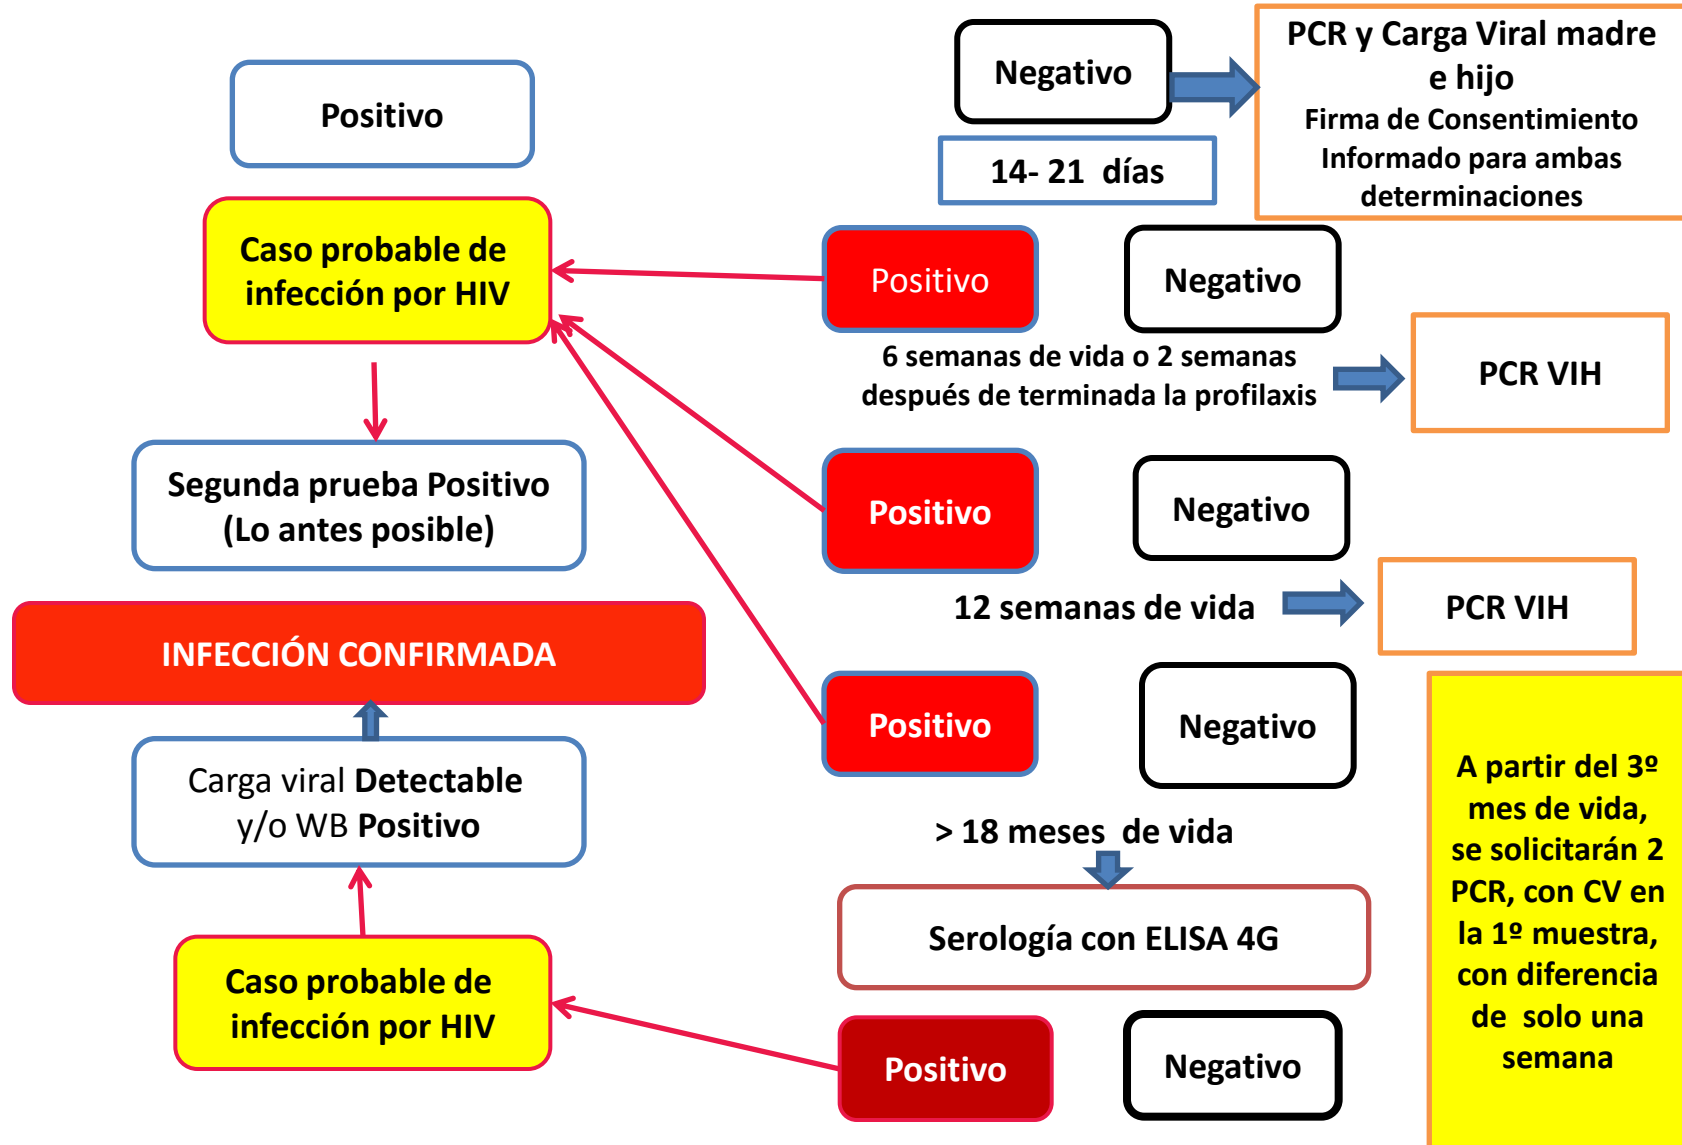 Positivo
Negativo
PCR y Carga Viral madre
e hijo
Firma de Consentimiento
Informado para ambas
determinaciones
14- 21 días
Caso probable de
infección por HIV
Positivo
Negativo
6 semanas de vida o 2 semanas
después de terminada la profilaxis
PCR VIH
Segunda prueba Positivo
(Lo antes posible)
Positivo
Negativo
12 semanas de vida
PCR VIH
INFECCIÓN CONFIRMADA
Positivo
Negativo
Carga viral Detectable
y/o WB Positivo
> 18 meses de vida
Serología con ELISA 4G
Caso probable de
infección por HIV
Positivo
Negativo
A partir del 3º
mes de vida,
se solicitarán 2
PCR, con CV en
la 1º muestra,
con diferencia
de solo una
semana